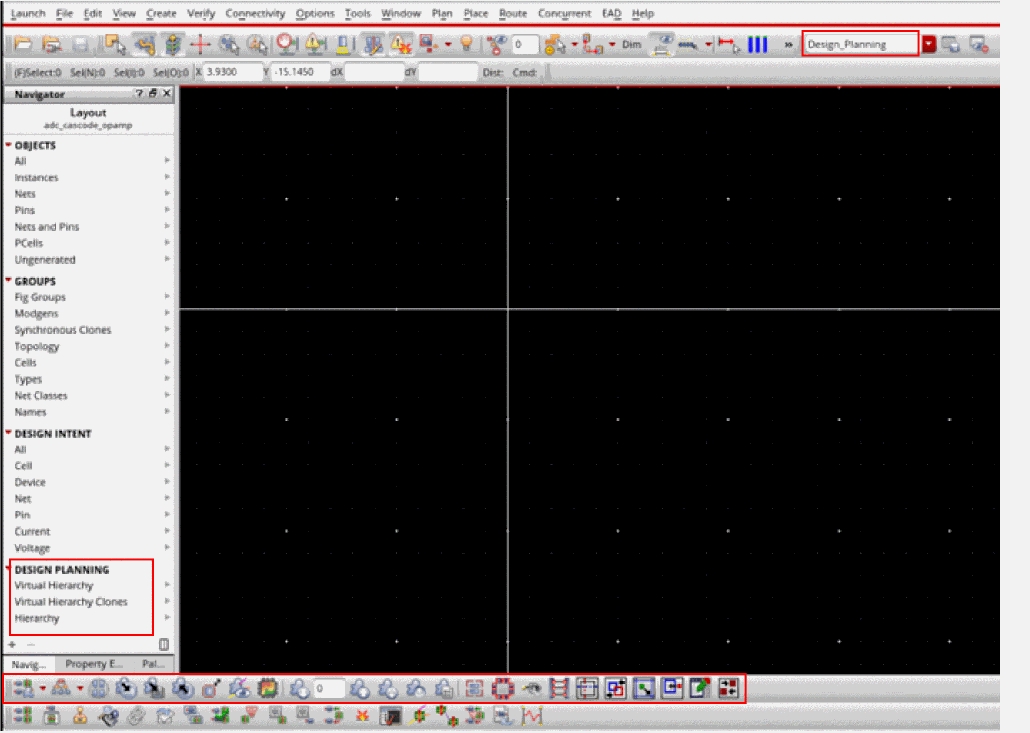 Launch File Edit View Create Verify Connectivity Options Tools Window Plan Place Route Concurrent EAD Help
0 Dim » Design_Planning
(F)Select:0 Sel(N):0 Sel(I):0 Sel(O):0 X 3.9300 Y -15.1450 dX dY Dist: Cmd:
Navigator ?
Layout
adc_cascode_opamp
OBJECTS
All
Instances
Nets
Pins
Nets and Pins
PCells
Ungenerated
GROUPS
Fig Groups
Modgens
Synchronous Clones
Topology
Cells
Types
Net Classes
Names
DESIGN INTENT
All
Cell
Device
Net
Pin
Current
Voltage
DESIGN PLANNING
Virtual Hierarchy
Virtual Hierarchy Clones
Hierarchy
Navig... Property E... Pal...
0